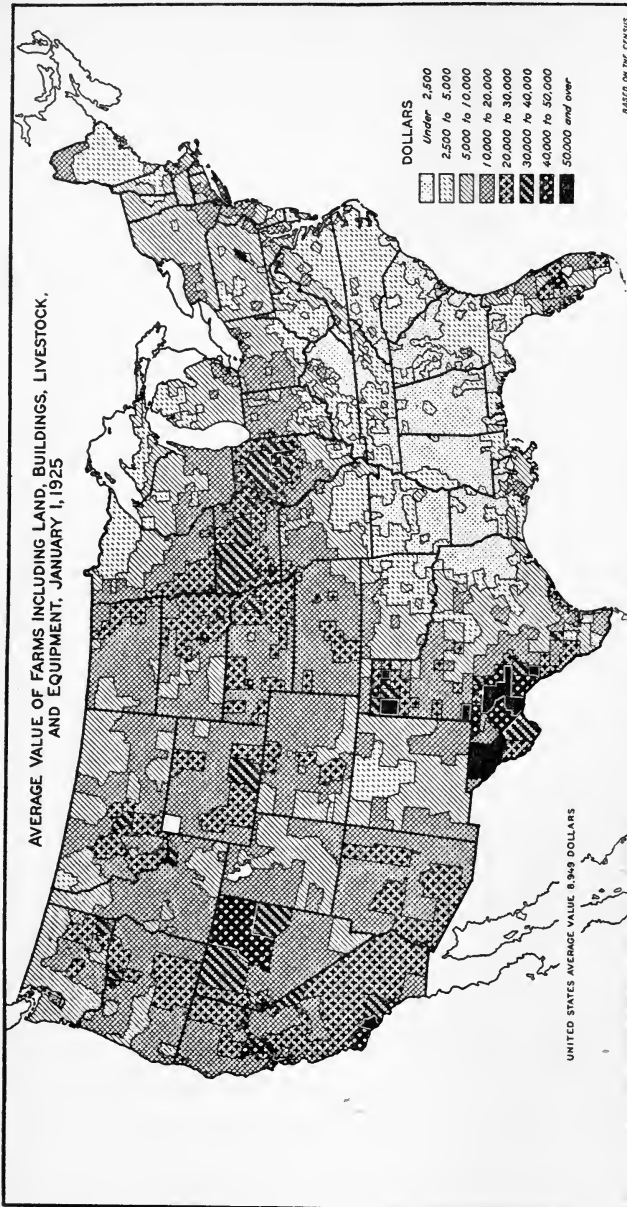 AVERAGE VALUE OF FARMS INCLUDING LAND, BUILDINGS, LIVESTOCK,
AND EQUIPMENT, JANUARY 1, 1925
DOLLARS
Under 2,500
2,500 to 5,000
5,000 to 10,000
10,000 to 20,000
20,000 to 30,000
30,000 to 40,000
40,000 to 50,000
50,000 and over
UNITED STATES AVERAGE VALUE 8,949 DOLLARS
BASED ON THE CENSUS